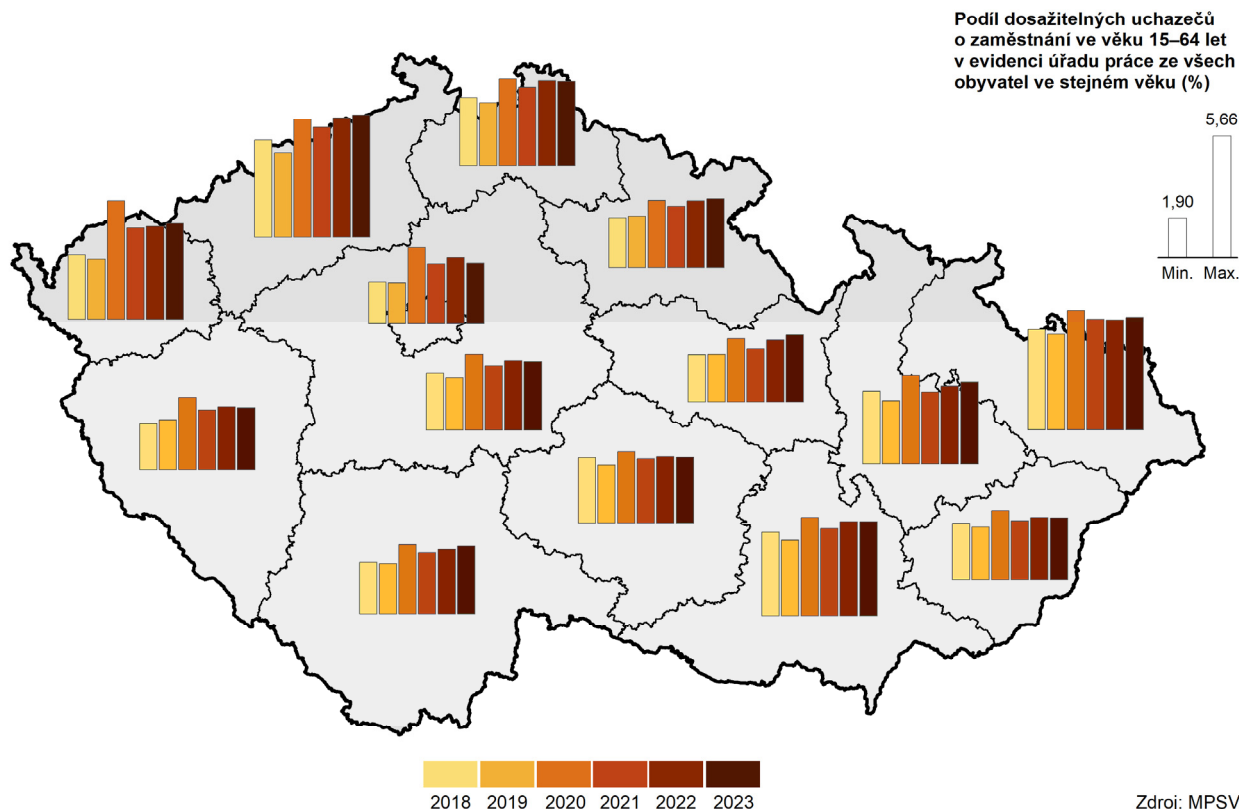 Podíl dosažitelných uchazečů
o zaměstnání ve věku 15–64 let
v evidenci úřadu práce ze všech
obyvatel ve stejném věku (%)
5,66
1,90
Min. Max.
2018 2019 2020 2021 2022 2023
Zdroj: MPSV